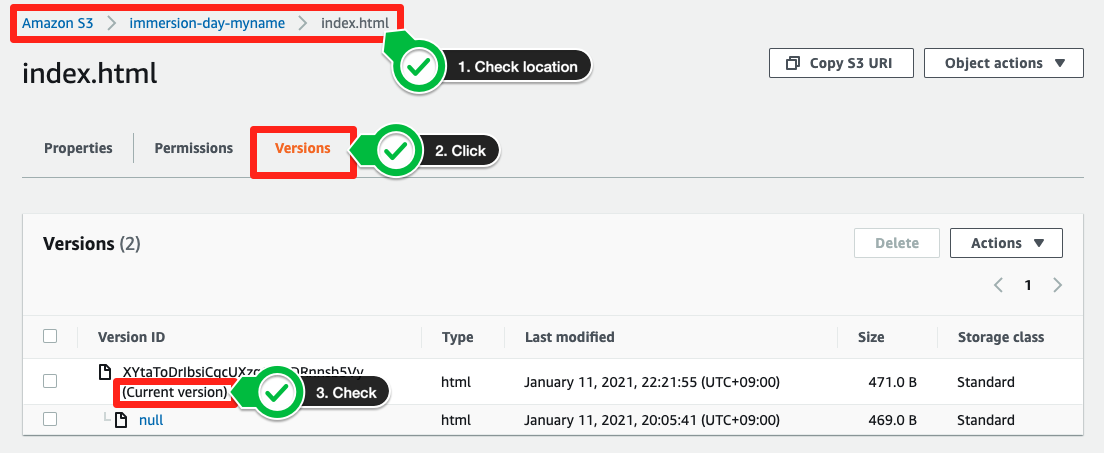 Amazon S3 > immersion-day-myname > index.html
1. Check location
index.html
Copy S3 URI
Object actions
Properties
Permissions
Versions
2. Click
Versions (2)
Delete
Actions
1
Version ID
Type
Last modified
Size
Storage class
(Current version)
3. Check
html
January 11, 2021, 22:21:55 (UTC+09:00)
471.0 B
Standard
null
html
January 11, 2021, 20:05:41 (UTC+09:00)
469.0 B
Standard